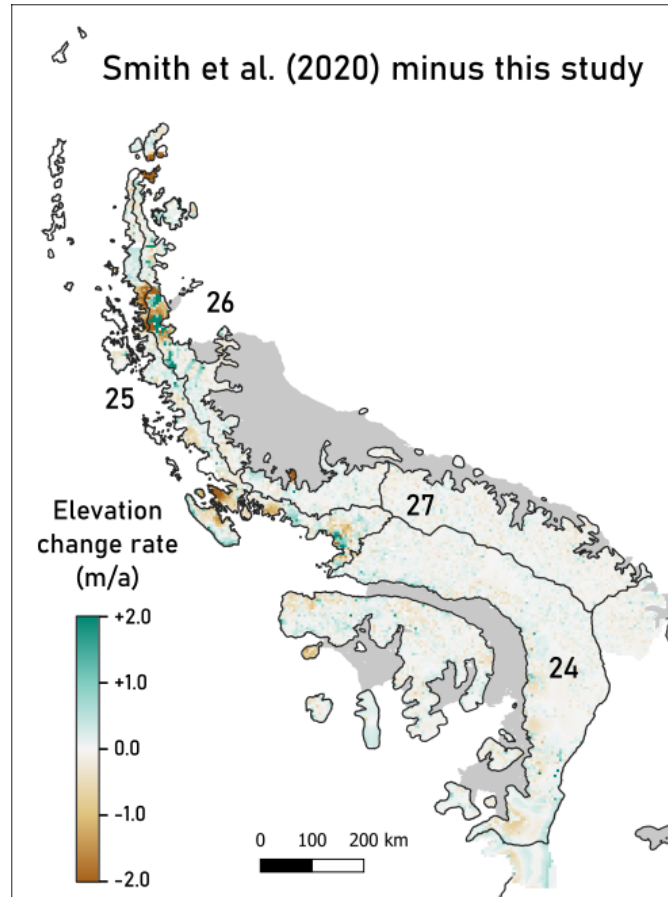 Smith et al. (2020) minus this study
26
25
27
24
Elevation
change rate
(m/a)
+2.0
+1.0
0.0
-1.0
-2.0
0 100 200 km